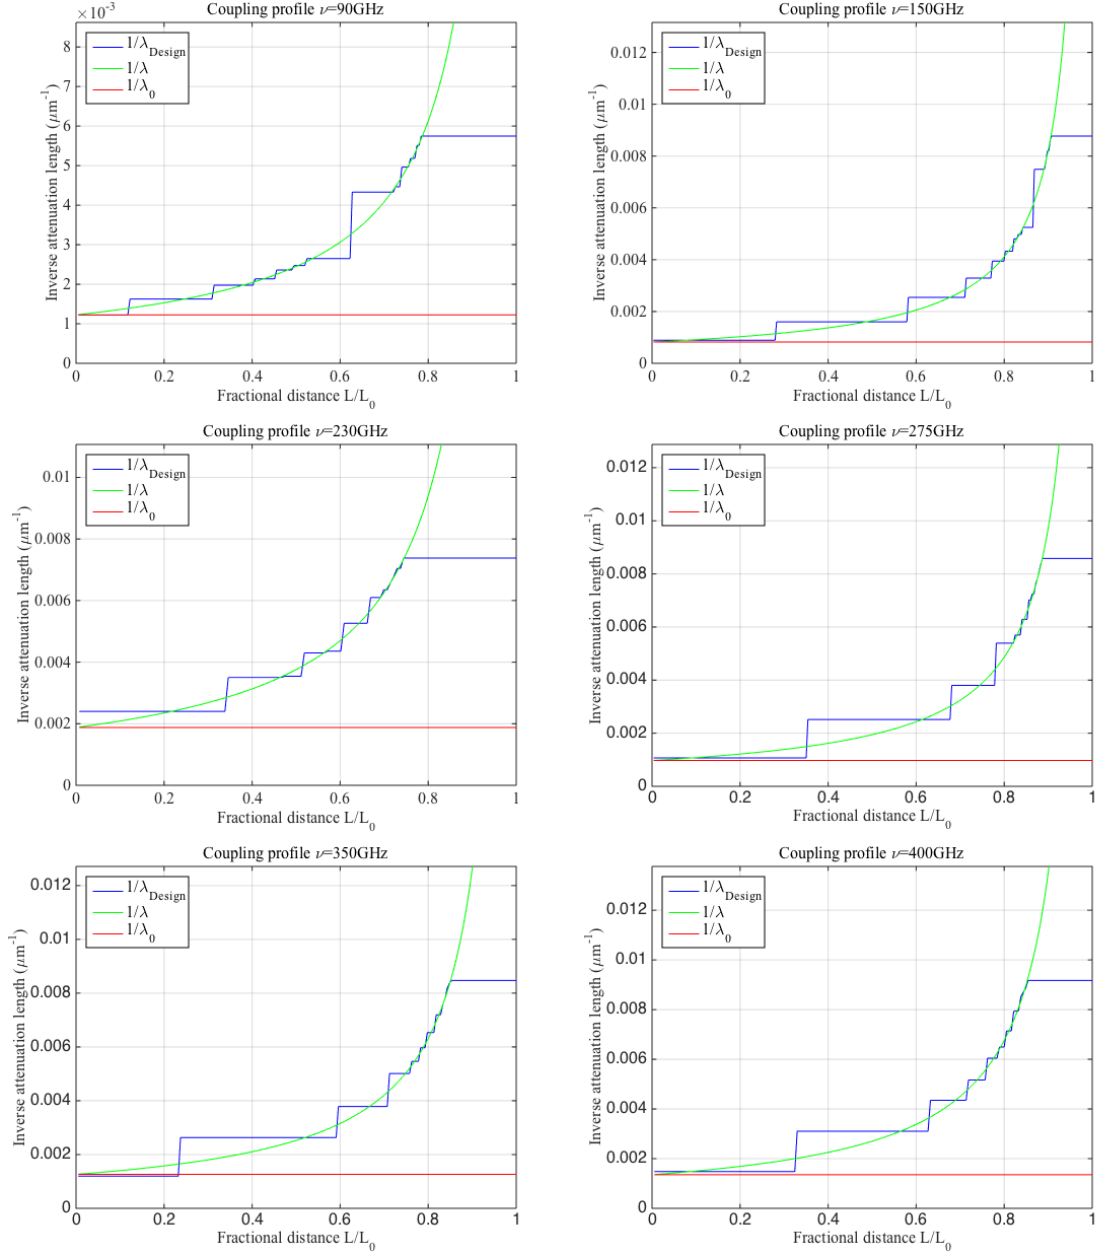 Coupling profile ν=90GHz
×10⁻³
8
7
6
5
4
3
2
1
0
Inverse attenuation length (μm⁻¹)
1/λ_Design
1/λ
1/λ₀
0 0.2 0.4 0.6 0.8 1
Fractional distance L/L₀
Coupling profile ν=150GHz
0.012
0.01
0.008
0.006
0.004
0.002
0
Inverse attenuation length (μm⁻¹)
1/λ_Design
1/λ
1/λ₀
0 0.2 0.4 0.6 0.8 1
Fractional distance L/L₀
Coupling profile ν=230GHz
0.01
0.008
0.006
0.004
0.002
0
Inverse attenuation length (μm⁻¹)
1/λ_Design
1/λ
1/λ₀
0 0.2 0.4 0.6 0.8 1
Fractional distance L/L₀
Coupling profile ν=275GHz
0.012
0.01
0.008
0.006
0.004
0.002
0
Inverse attenuation length (μm⁻¹)
1/λ_Design
1/λ
1/λ₀
0 0.2 0.4 0.6 0.8 1
Fractional distance L/L₀
Coupling profile ν=350GHz
0.012
0.01
0.008
0.006
0.004
0.002
0
Inverse attenuation length (μm⁻¹)
1/λ_Design
1/λ
1/λ₀
0 0.2 0.4 0.6 0.8 1
Fractional distance L/L₀
Coupling profile ν=400GHz
0.012
0.01
0.008
0.006
0.004
0.002
0
Inverse attenuation length (μm⁻¹)
1/λ_Design
1/λ
1/λ₀
0 0.2 0.4 0.6 0.8 1
Fractional distance L/L₀